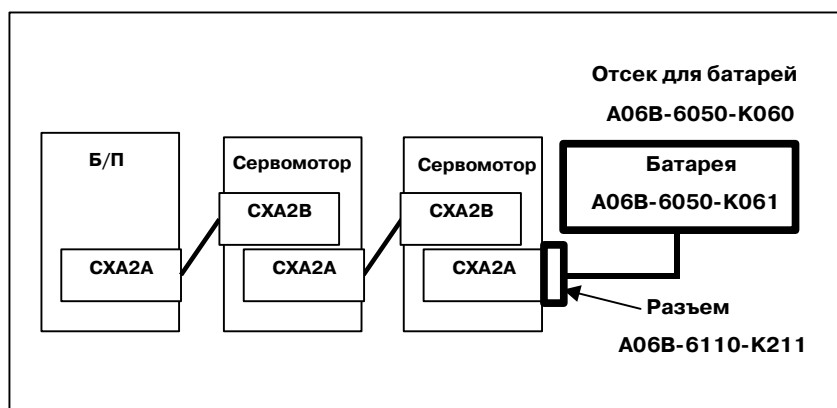 Отсек для батарей
A06B-6050-K060
Б/П
Сервомотор
Сервомотор
Батарея
A06B-6050-K061
CXA2B
CXA2B
CXA2A
CXA2A
CXA2A
Разъем
A06B-6110-K211